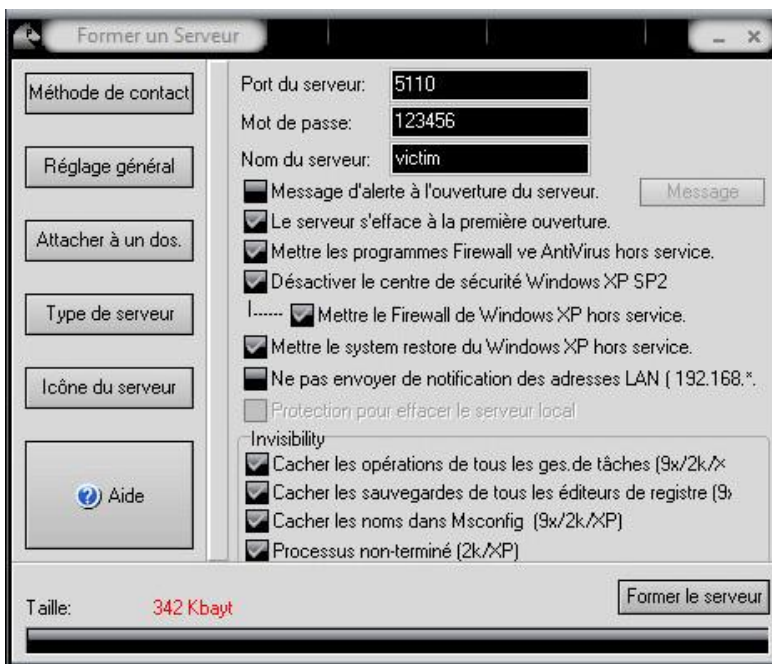 Former un Serveur
Méthode de contact
Réglage général
Attacher à un dos.
Type de serveur
Icône du serveur
Aide
Port du serveur: 5110
Mot de passe: 123456
Nom du serveur: victim
Message d'alerte à l'ouverture du serveur. Message
Le serveur s'efface à la première ouverture.
Mettre les programmes Firewall ve AntiVirus hors service.
Désactiver le centre de sécurité Windows XP SP2
Mettre le Firewall de Windows XP hors service.
Mettre le system restore du Windows XP hors service.
Ne pas envoyer de notification des adresses LAN ( 192.168.*.
Protection pour effacer le serveur local
Invisibility
Cacher les opérations de tous les ges.de tâches (9x/2k/
Cacher les sauvegardes de tous les éditeurs de registre (9
Cacher les noms dans Msconfig (9x/2k/XP)
Processus non-terminé (2k/XP)
Taille: 342 Kbayt
Former le serveur